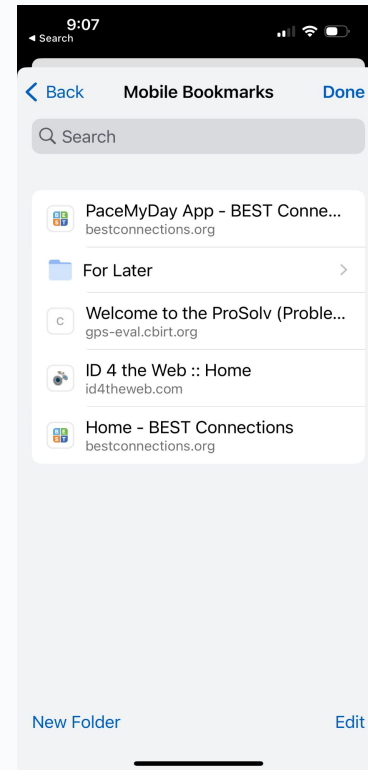 9:07
◀ Search
Back Mobile Bookmarks Done
Search
PaceMyDay App - BEST Conne...
bestconnections.org
For Later
C
Welcome to the ProSolv (Proble...
gps-eval.cbirt.org
ID 4 the Web :: Home
id4theweb.com
BEST
Home - BEST Connections
bestconnections.org
New Folder Edit